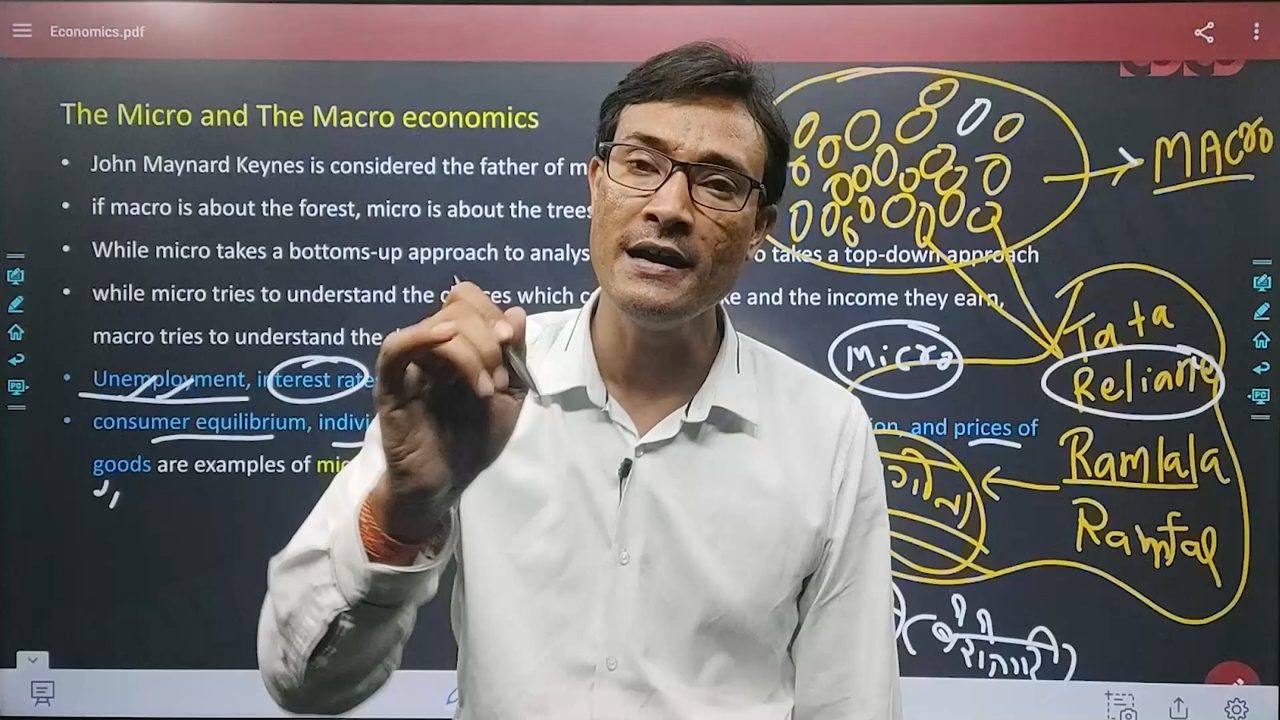 Economics.pdf
The Micro and The Macro economics
• John Maynard Keynes is considered the father of m
• if macro is about the forest, micro is about the trees
• While micro takes a bottoms-up approach to analys o takes a top-down approach
• while micro tries to understand the and the income they earn,
macro tries to understand the
• Unemployment, interest rate
• consumer equilibrium, indivi and prices of
goods are examples of mic
MACRO
Tata
Micro
Reliance
Ramlala
Ramfal